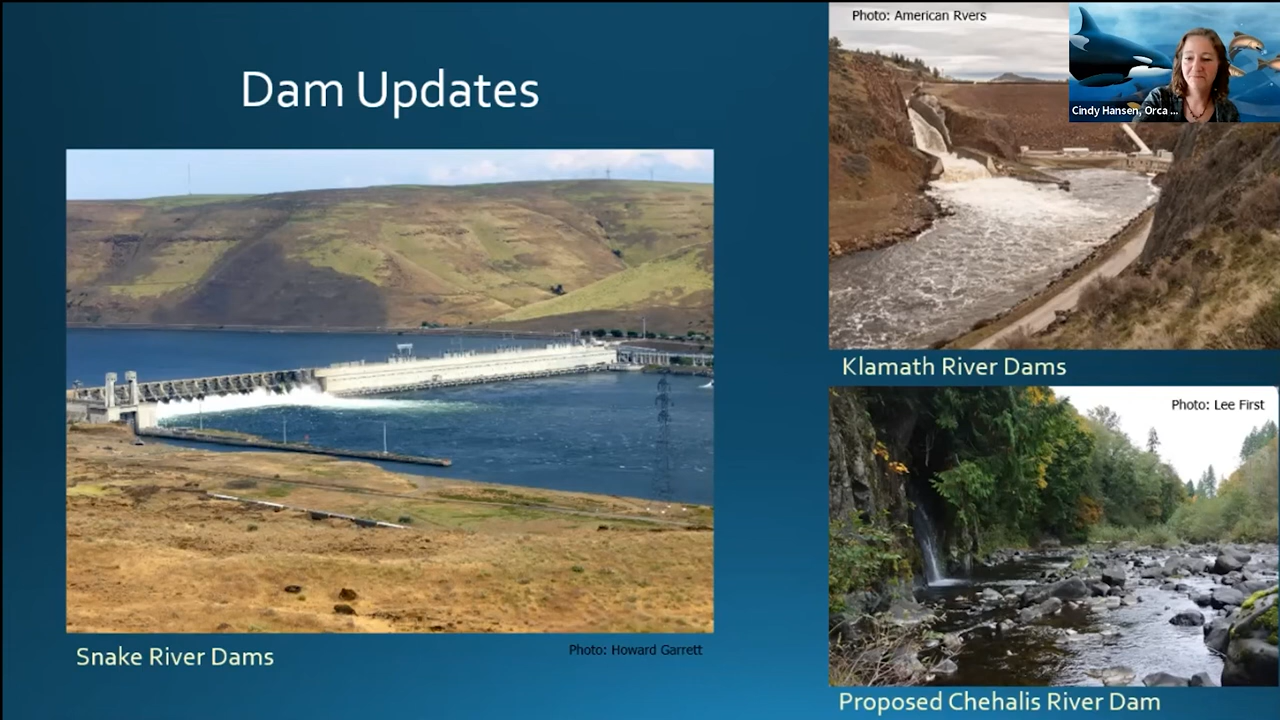 Dam Updates
Snake River Dams
Photo: Howard Garrett
Photo: American Rvers
Cindy Hansen, Orca ...
Klamath River Dams
Photo: Lee First
Proposed Chehalis River Dam